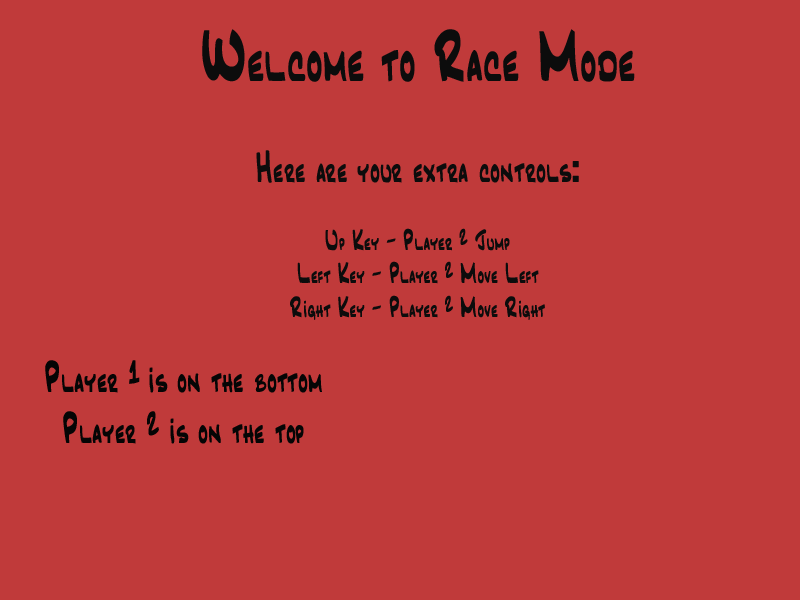 Welcome to Race Mode
Here are your extra controls:
Up Key - Player 2 Jump
Left Key - Player 2 Move Left
Right Key - Player 2 Move Right
Player 1 is on the bottom
Player 2 is on the top